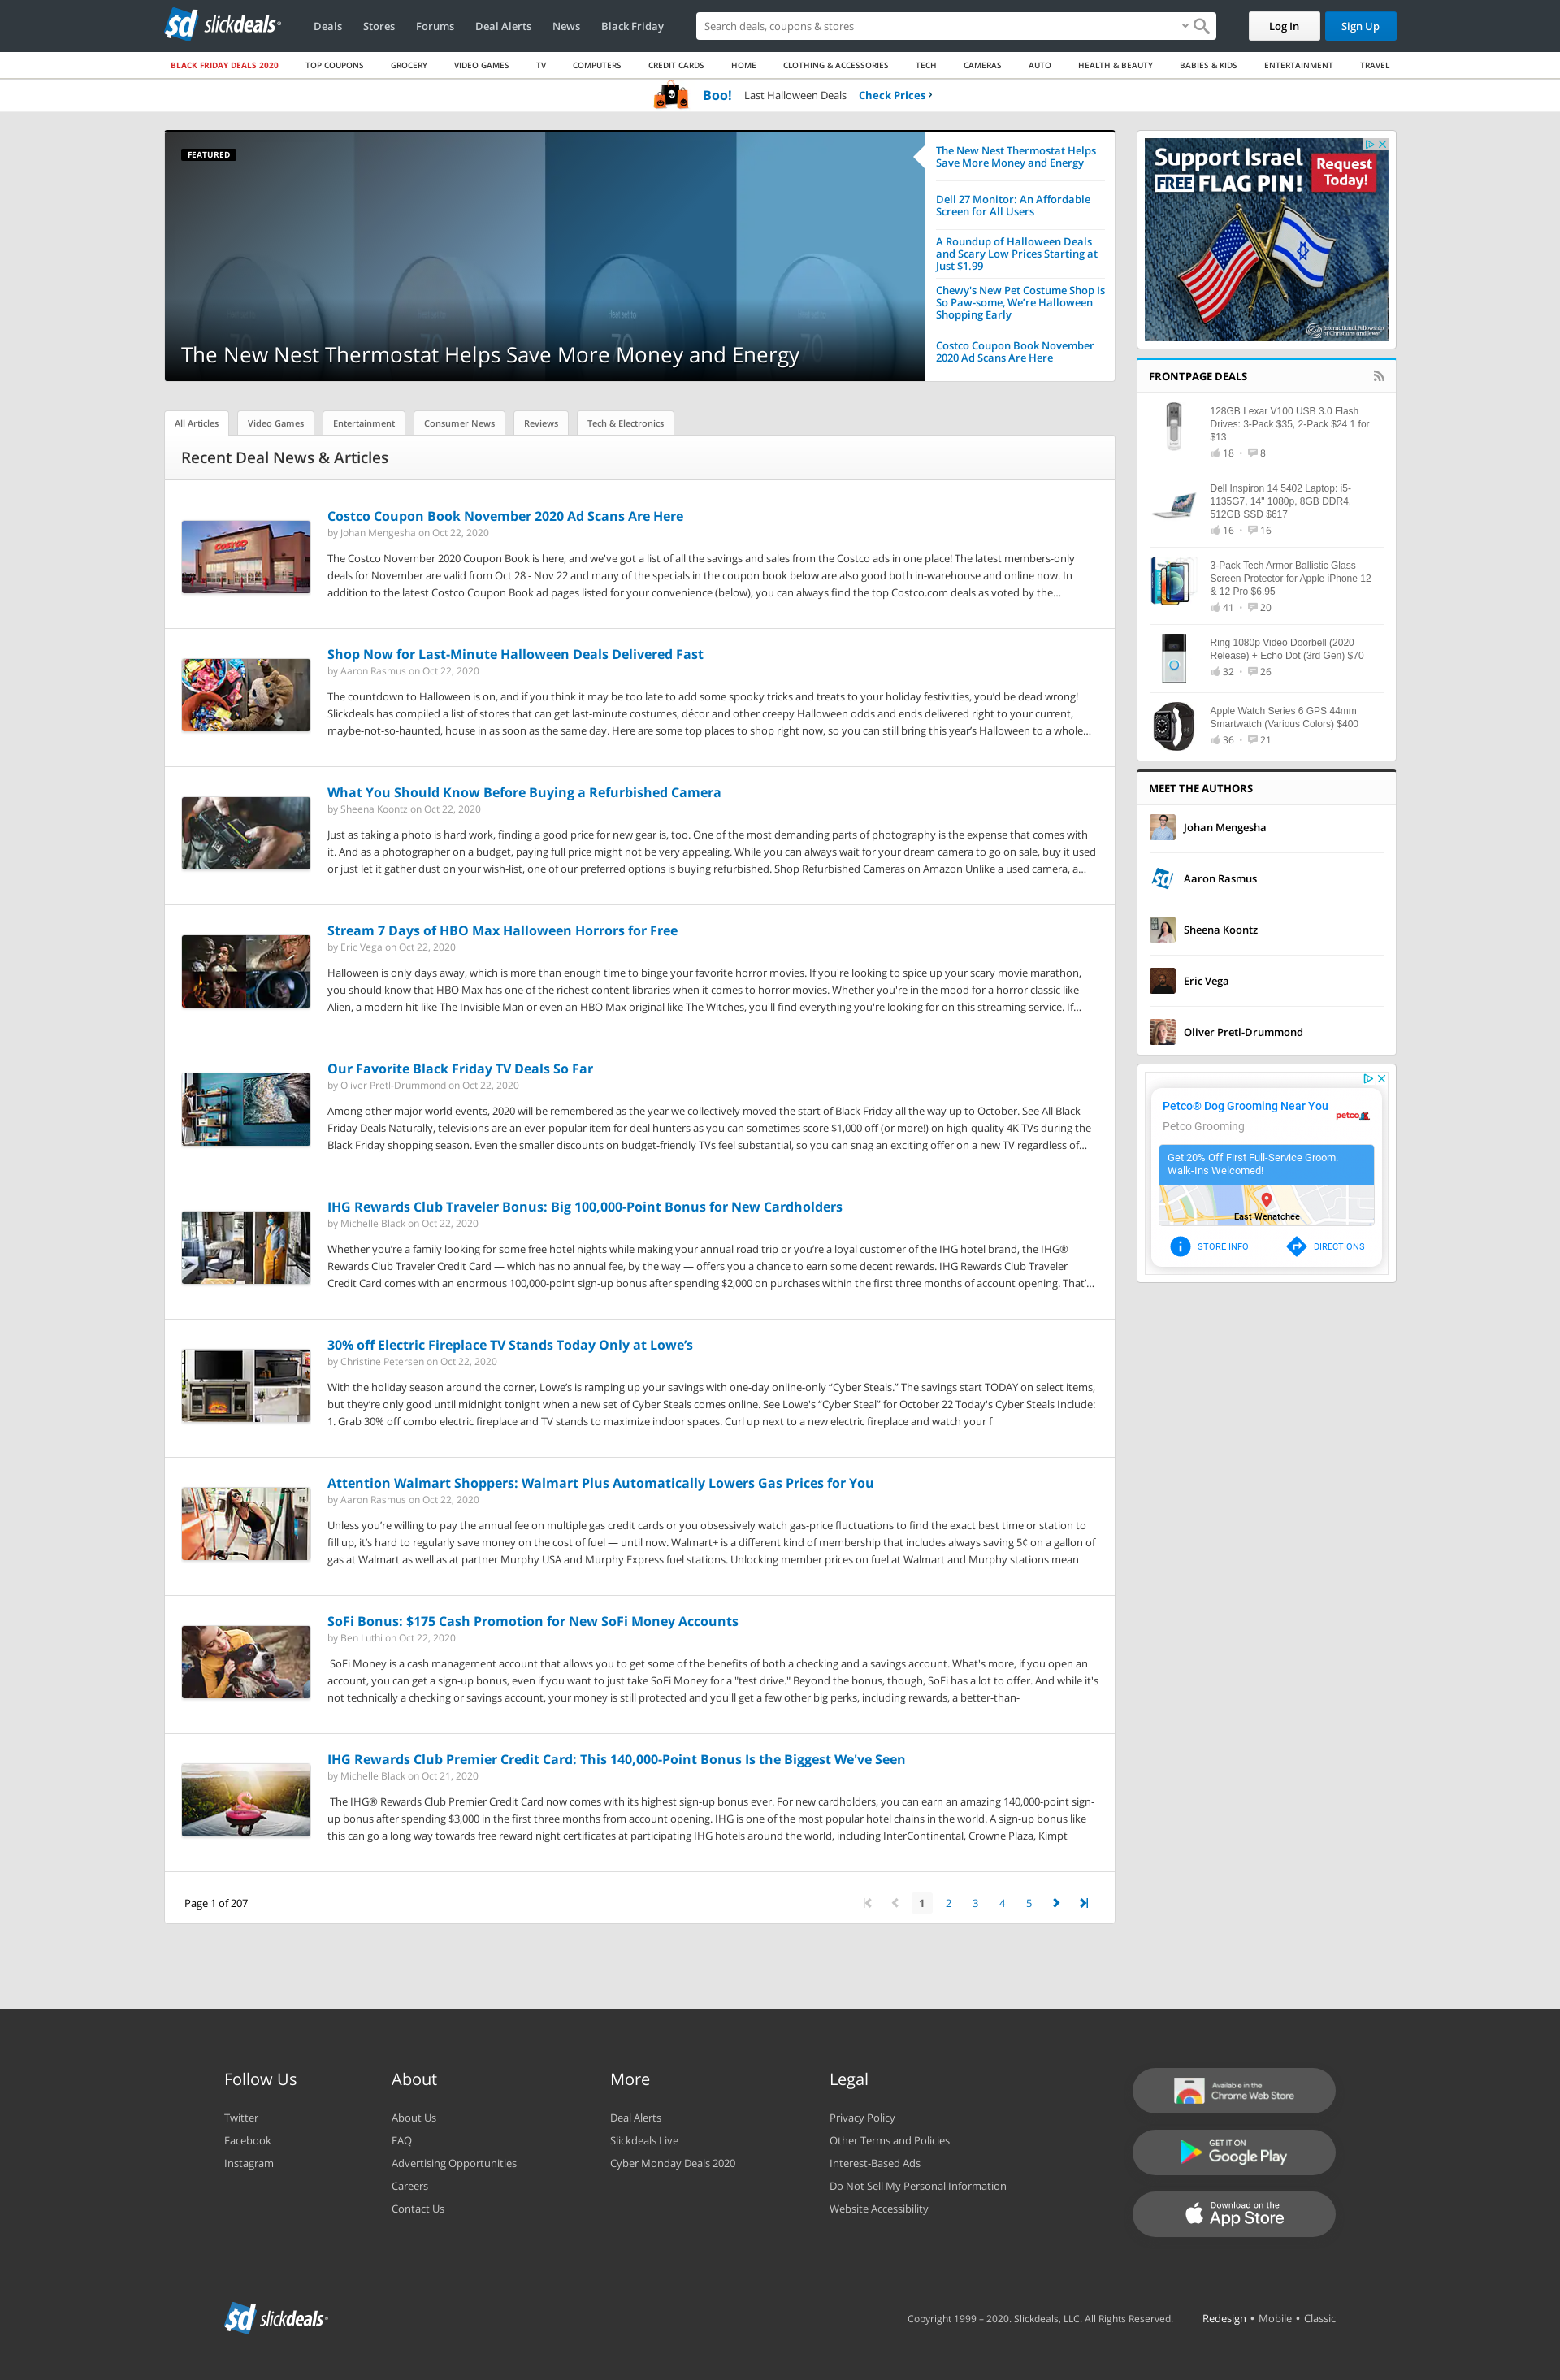 sd slickdeals
Deals
Stores
Forums
Deal Alerts
News
Black Friday
Search deals, coupons & stores
Log In
Sign Up
BLACK FRIDAY DEALS 2020
TOP COUPONS
GROCERY
VIDEO GAMES
TV
COMPUTERS
CREDIT CARDS
HOME
CLOTHING & ACCESSORIES
TECH
CAMERAS
AUTO
HEALTH & BEAUTY
BABIES & KIDS
ENTERTAINMENT
TRAVEL
Boo! Last Halloween Deals Check Prices ›
FEATURED
Heat set to
70
The New Nest Thermostat Helps Save More Money and Energy
The New Nest Thermostat Helps
Save More Money and Energy
Dell 27 Monitor: An Affordable
Screen for All Users
A Roundup of Halloween Deals
and Scary Low Prices Starting at
Just $1.99
Chewy's New Pet Costume Shop Is
So Paw-some, We’re Halloween
Shopping Early
Costco Coupon Book November
2020 Ad Scans Are Here
All Articles
Video Games
Entertainment
Consumer News
Reviews
Tech & Electronics
Recent Deal News & Articles
COSTCO
Costco Coupon Book November 2020 Ad Scans Are Here
by Johan Mengesha on Oct 22, 2020
The Costco November 2020 Coupon Book is here, and we've got a list of all the savings and sales from the Costco ads in one place! The latest members-only
deals for November are valid from Oct 28 - Nov 22 and many of the specials in the coupon book below are also good both in-warehouse and online now. In
addition to the latest Costco Coupon Book ad pages listed for your convenience (below), you can always find the top Costco.com deals as voted by the...
Shop Now for Last-Minute Halloween Deals Delivered Fast
by Aaron Rasmus on Oct 22, 2020
The countdown to Halloween is on, and if you think it may be too late to add some spooky tricks and treats to your holiday festivities, you’d be dead wrong!
Slickdeals has compiled a list of stores that can get last-minute costumes, décor and other creepy Halloween odds and ends delivered right to your current,
maybe-not-so-haunted, house in as soon as the same day. Here are some top places to shop right now, so you can still bring this year’s Halloween to a whole...
What You Should Know Before Buying a Refurbished Camera
by Sheena Koontz on Oct 22, 2020
Just as taking a photo is hard work, finding a good price for new gear is, too. One of the most demanding parts of photography is the expense that comes with
it. And as a photographer on a budget, paying full price might not be very appealing. While you can always wait for your dream camera to go on sale, buy it used
or just let it gather dust on your wish-list, one of our preferred options is buying refurbished. Shop Refurbished Cameras on Amazon Unlike a used camera, a...
Stream 7 Days of HBO Max Halloween Horrors for Free
by Eric Vega on Oct 22, 2020
Halloween is only days away, which is more than enough time to binge your favorite horror movies. If you're looking to spice up your scary movie marathon,
you should know that HBO Max has one of the richest content libraries when it comes to horror movies. Whether you're in the mood for a horror classic like
Alien, a modern hit like The Invisible Man or even an HBO Max original like The Witches, you'll find everything you're looking for on this streaming service. If...
Our Favorite Black Friday TV Deals So Far
by Oliver Pretl-Drummond on Oct 22, 2020
Among other major world events, 2020 will be remembered as the year we collectively moved the start of Black Friday all the way up to October. See All Black
Friday Deals Naturally, televisions are an ever-popular item for deal hunters as you can sometimes score $1,000 off (or more!) on high-quality 4K TVs during the
Black Friday shopping season. Even the smaller discounts on budget-friendly TVs feel substantial, so you can snag an exciting offer on a new TV regardless of...
IHG Rewards Club Traveler Bonus: Big 100,000-Point Bonus for New Cardholders
by Michelle Black on Oct 22, 2020
Whether you’re a family looking for some free hotel nights while making your annual road trip or you’re a loyal customer of the IHG hotel brand, the IHG®
Rewards Club Traveler Credit Card — which has no annual fee, by the way — offers you a chance to earn some decent rewards. IHG Rewards Club Traveler
Credit Card comes with an enormous 100,000-point sign-up bonus after spending $2,000 on purchases within the first three months of account opening. That’...
30% off Electric Fireplace TV Stands Today Only at Lowe’s
by Christine Petersen on Oct 22, 2020
With the holiday season around the corner, Lowe’s is ramping up your savings with one-day online-only “Cyber Steals.” The savings start TODAY on select items,
but they’re only good until midnight tonight when a new set of Cyber Steals comes online. See Lowe's “Cyber Steal” for October 22 Today's Cyber Steals Include:
1. Grab 30% off combo electric fireplace and TV stands to maximize indoor spaces. Curl up next to a new electric fireplace and watch your f
Attention Walmart Shoppers: Walmart Plus Automatically Lowers Gas Prices for You
by Aaron Rasmus on Oct 22, 2020
Unless you’re willing to pay the annual fee on multiple gas credit cards or you obsessively watch gas-price fluctuations to find the exact best time or station to
fill up, it’s hard to regularly save money on the cost of fuel — until now. Walmart+ is a different kind of membership that includes always saving 5¢ on a gallon of
gas at Walmart as well as at partner Murphy USA and Murphy Express fuel stations. Unlocking member prices on fuel at Walmart and Murphy stations mean
SoFi Bonus: $175 Cash Promotion for New SoFi Money Accounts
by Ben Luthi on Oct 22, 2020
SoFi Money is a cash management account that allows you to get some of the benefits of both a checking and a savings account. What's more, if you open an
account, you can get a sign-up bonus, even if you want to just take SoFi Money for a "test drive." Beyond the bonus, though, SoFi has a lot to offer. And while it's
not technically a checking or savings account, your money is still protected and you'll get a few other big perks, including rewards, a better-than-
IHG Rewards Club Premier Credit Card: This 140,000-Point Bonus Is the Biggest We've Seen
by Michelle Black on Oct 21, 2020
The IHG® Rewards Club Premier Credit Card now comes with its highest sign-up bonus ever. For new cardholders, you can earn an amazing 140,000-point sign-
up bonus after spending $3,000 in the first three months from account opening. IHG is one of the most popular hotel chains in the world. A sign-up bonus like
this can go a long way towards free reward night certificates at participating IHG hotels around the world, including InterContinental, Crowne Plaza, Kimpt
Page 1 of 207
1 2 3 4 5
Support Israel
FREE FLAG PIN!
Request
Today!
International Fellowship
of Christians and Jews
FRONTPAGE DEALS
128GB Lexar V100 USB 3.0 Flash
Drives: 3-Pack $35, 2-Pack $24 1 for
$13
18 • 8
Dell Inspiron 14 5402 Laptop: i5-
1135G7, 14" 1080p, 8GB DDR4,
512GB SSD $617
16 • 16
3-Pack Tech Armor Ballistic Glass
Screen Protector for Apple iPhone 12
& 12 Pro $6.95
41 • 20
Ring 1080p Video Doorbell (2020
Release) + Echo Dot (3rd Gen) $70
32 • 26
Apple Watch Series 6 GPS 44mm
Smartwatch (Various Colors) $400
36 • 21
MEET THE AUTHORS
Johan Mengesha
sd
Aaron Rasmus
Sheena Koontz
Eric Vega
Oliver Pretl-Drummond
Petco® Dog Grooming Near You
petco
Petco Grooming
Get 20% Off First Full-Service Groom.
Walk-Ins Welcomed!
East Wenatchee
STORE INFO
DIRECTIONS
Follow Us
Twitter
Facebook
Instagram
About
About Us
FAQ
Advertising Opportunities
Careers
Contact Us
More
Deal Alerts
Slickdeals Live
Cyber Monday Deals 2020
Legal
Privacy Policy
Other Terms and Policies
Interest-Based Ads
Do Not Sell My Personal Information
Website Accessibility
Available in the
Chrome Web Store
GET IT ON
Google Play
Download on the
App Store
sd slickdeals
Copyright 1999 – 2020. Slickdeals, LLC. All Rights Reserved.
Redesign • Mobile • Classic